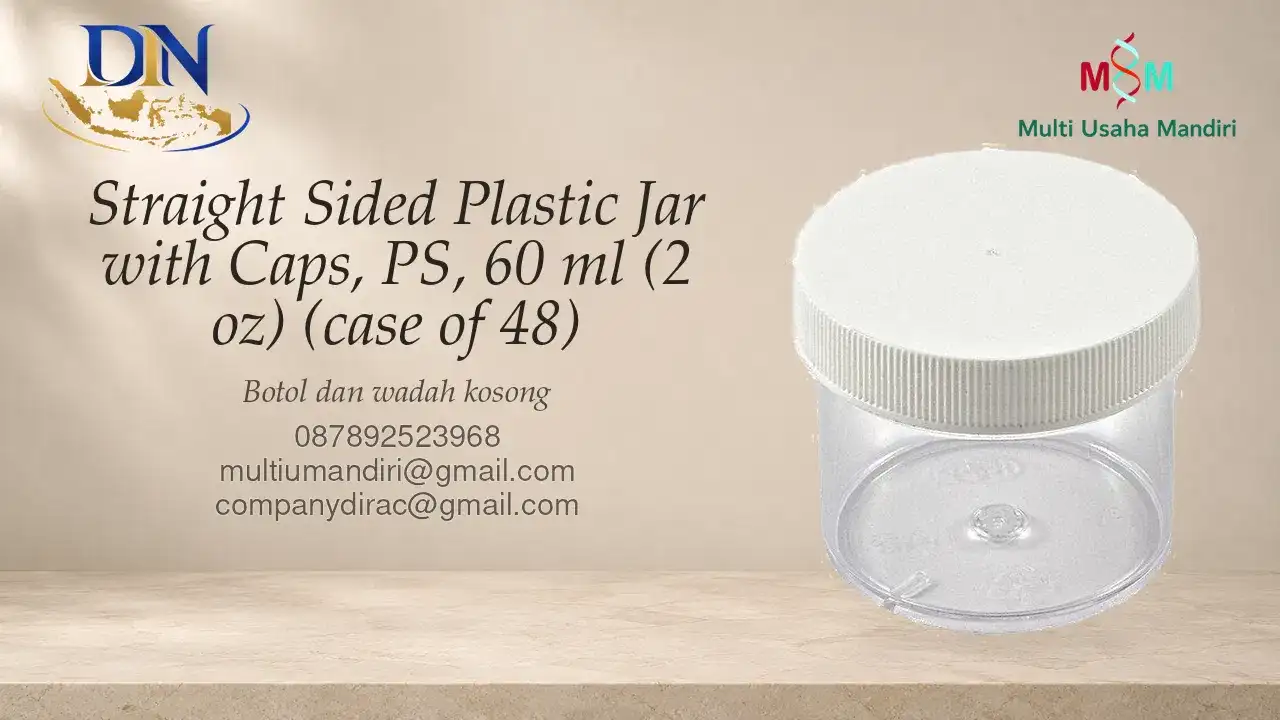 DN
M M
Multi Usaha Mandiri
Straight Sided Plastic Jar
with Caps, PS, 60 ml (2
oz) (case of 48)
Botol dan wadah kosong
087892523968
multiumandiri@gmail.com
companydirac@gmail.com